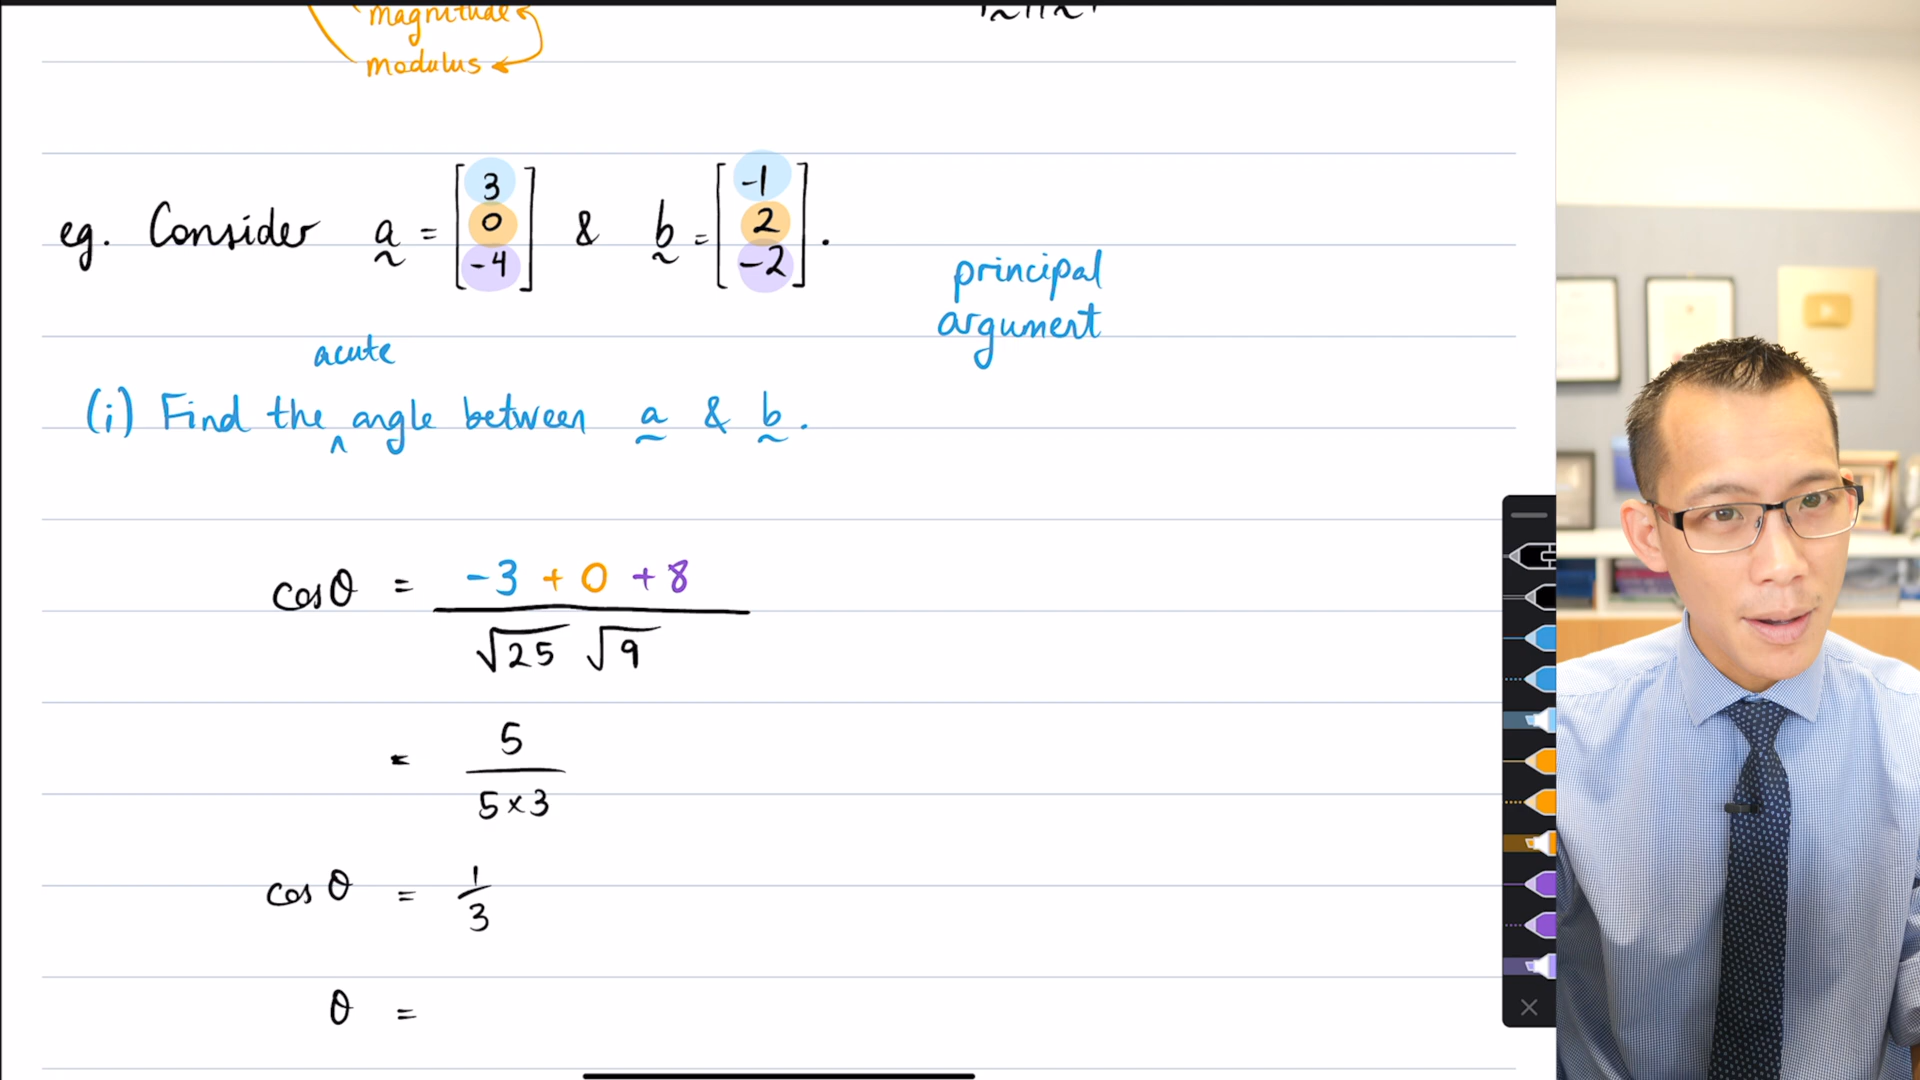 magnitude
modulus
eg. Consider a = [3 0 -4] & b = [-1 2 -2].
principal
argument
acute
(i) Find the ^ angle between a & b.
cosθ = -3 + 0 + 8
√25 √9
= 5
5×3
cos θ = 1/3
θ =